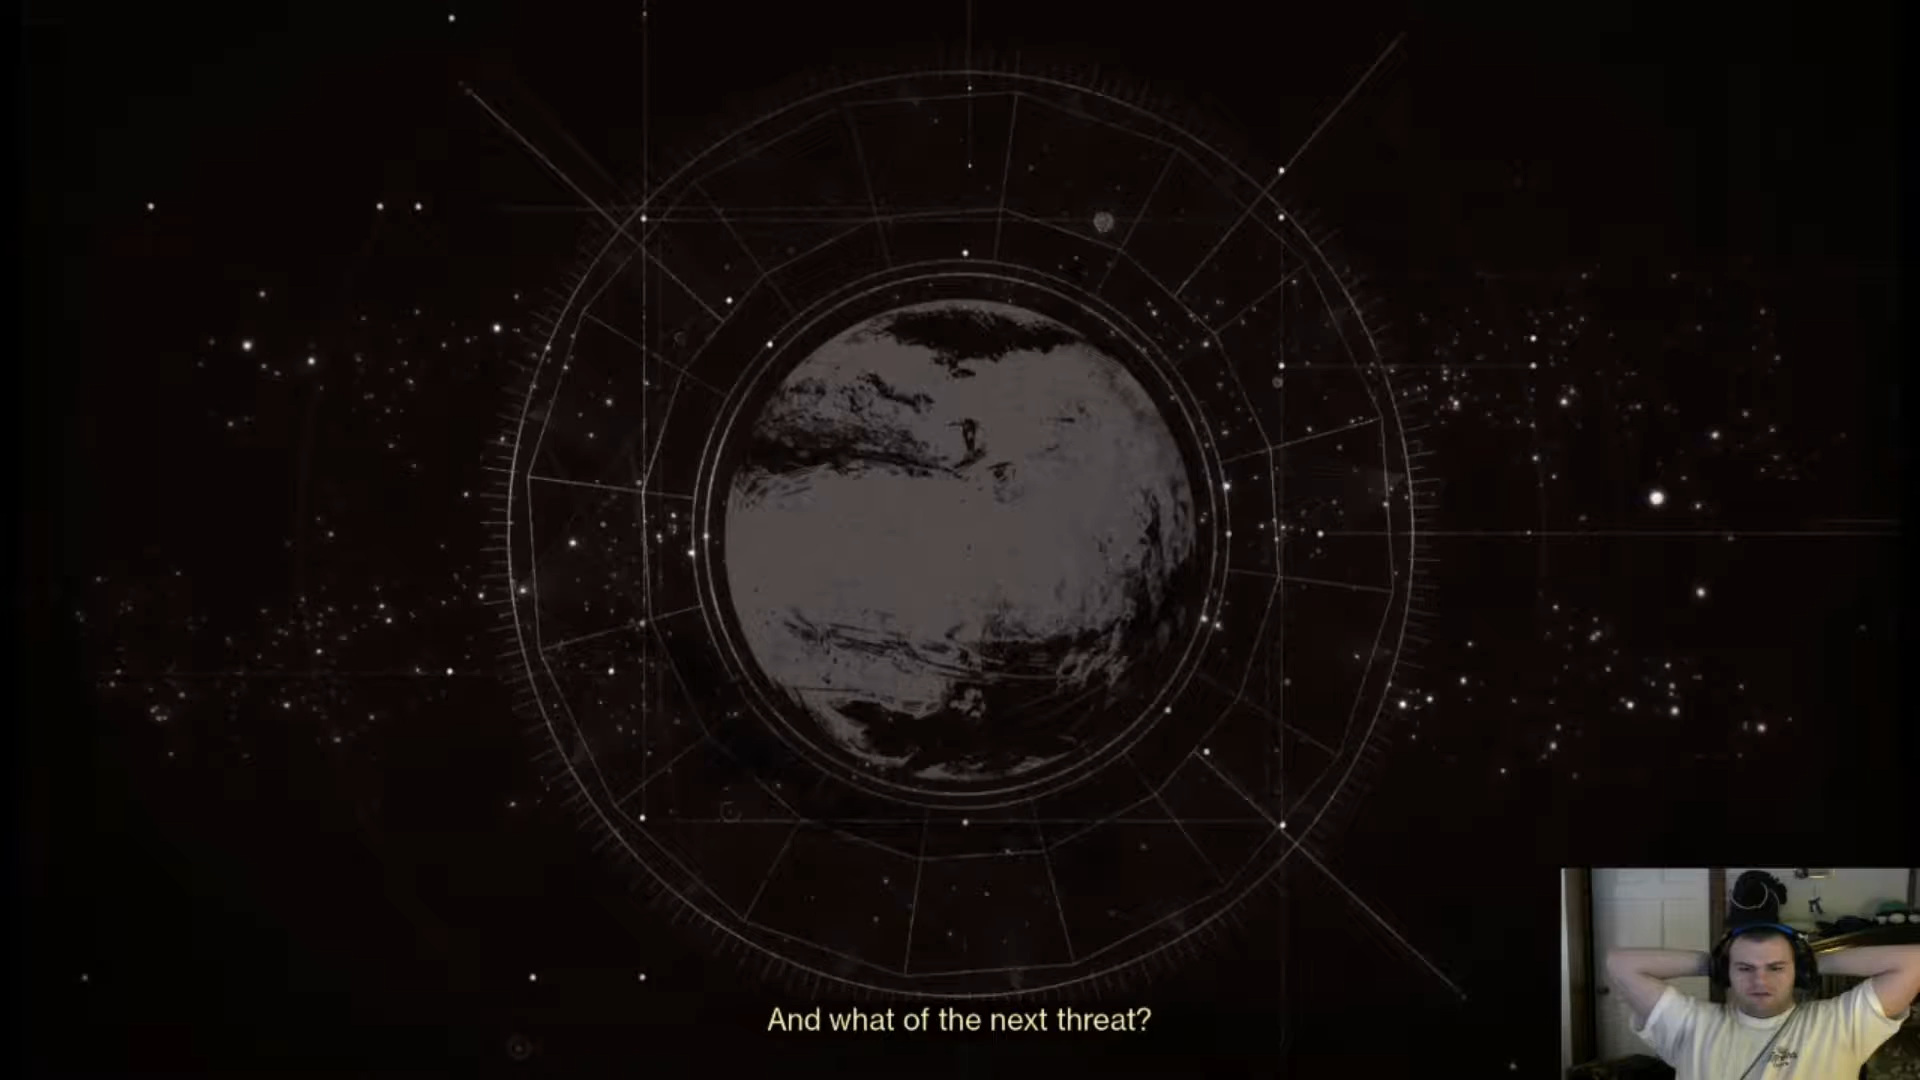 And what of the next threat?